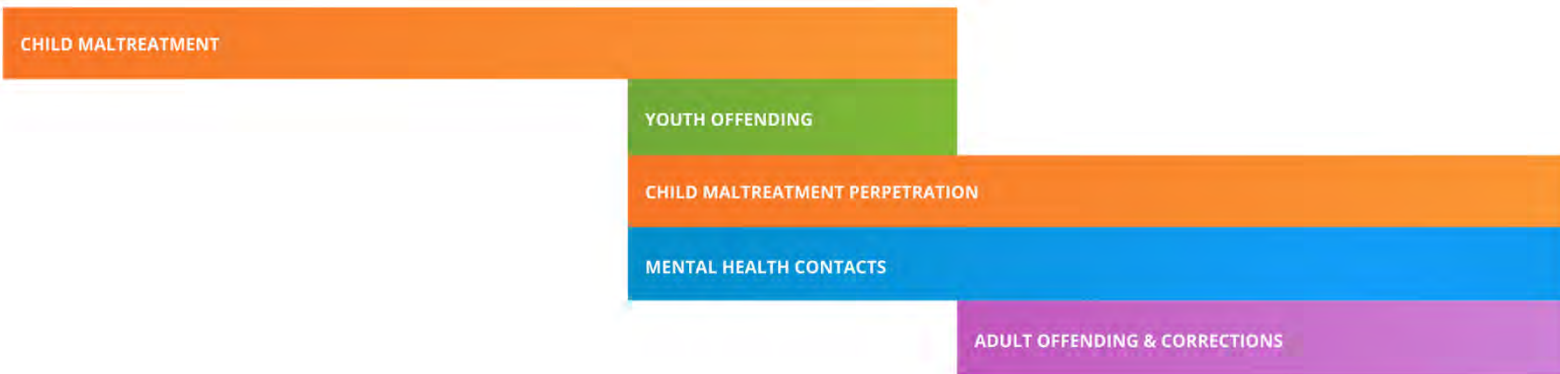 CHILD MALTREATMENT
YOUTH OFFENDING
CHILD MALTREATMENT PERPETRATION
MENTAL HEALTH CONTACTS
ADULT OFFENDING & CORRECTIONS